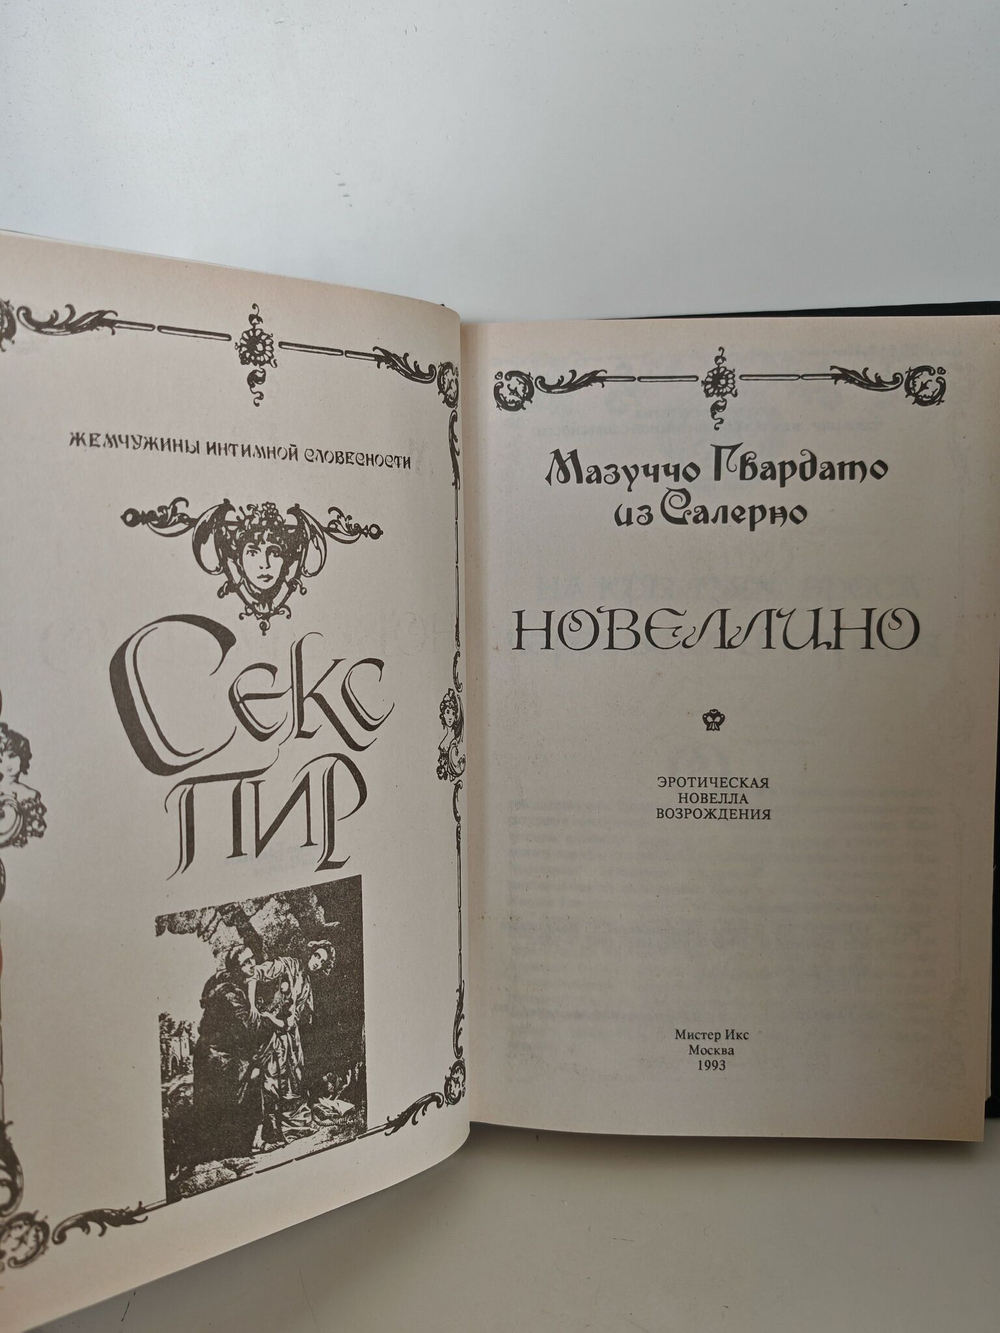 ЖЕМЧУЖИНЫ ИНТИМНОЙ СЛОВЕСНОСТИ
СЕКС
ПИР
Мазуччо Гвардато
из Салерно
НОВЕЛЛИНО
ЭРОТИЧЕСКАЯ
НОВЕЛЛА
ВОЗРОЖДЕНИЯ
Мистер Икс
Москва
1993